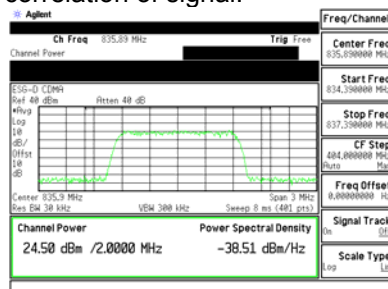 correlation of signal.
Agilent
Freq/Channel
Ch Freq 835.89 MHz Trig Free
Channel Power
Center Freq
835.890000 MHz
Start Freq
834.390000 MHz
Stop Freq
837.390000 MHz
CF Step
404.000000 MHz
Auto Man
Freq Offset
0.00000000 Hz
Signal Track
On Off
Scale Type
Log Lin
ESG-D CDMA
Ref 40 dBm Atten 40 dB
#Avg
Log
10
dB/
Offst
10
dB
Center 835.9 MHz Span 3 MHz
Res BW 30 kHz VBW 300 kHz Sweep 8 ms (401 pts)
Channel Power Power Spectral Density
24.50 dBm /2.0000 MHz -38.51 dBm/Hz